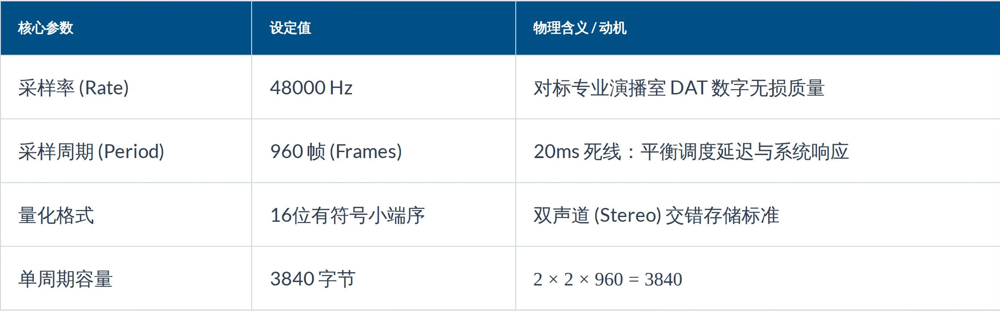 核心参数 设定值 物理含义 / 动机
采样率 (Rate) 48000 Hz 对标专业演播室 DAT 数字无损质量
采样周期 (Period) 960 帧 (Frames) 20ms 死线：平衡调度延迟与系统响应
量化格式 16位有符号小端序 双声道 (Stereo) 交错存储标准
单周期容量 3840 字节 2 × 2 × 960 = 3840